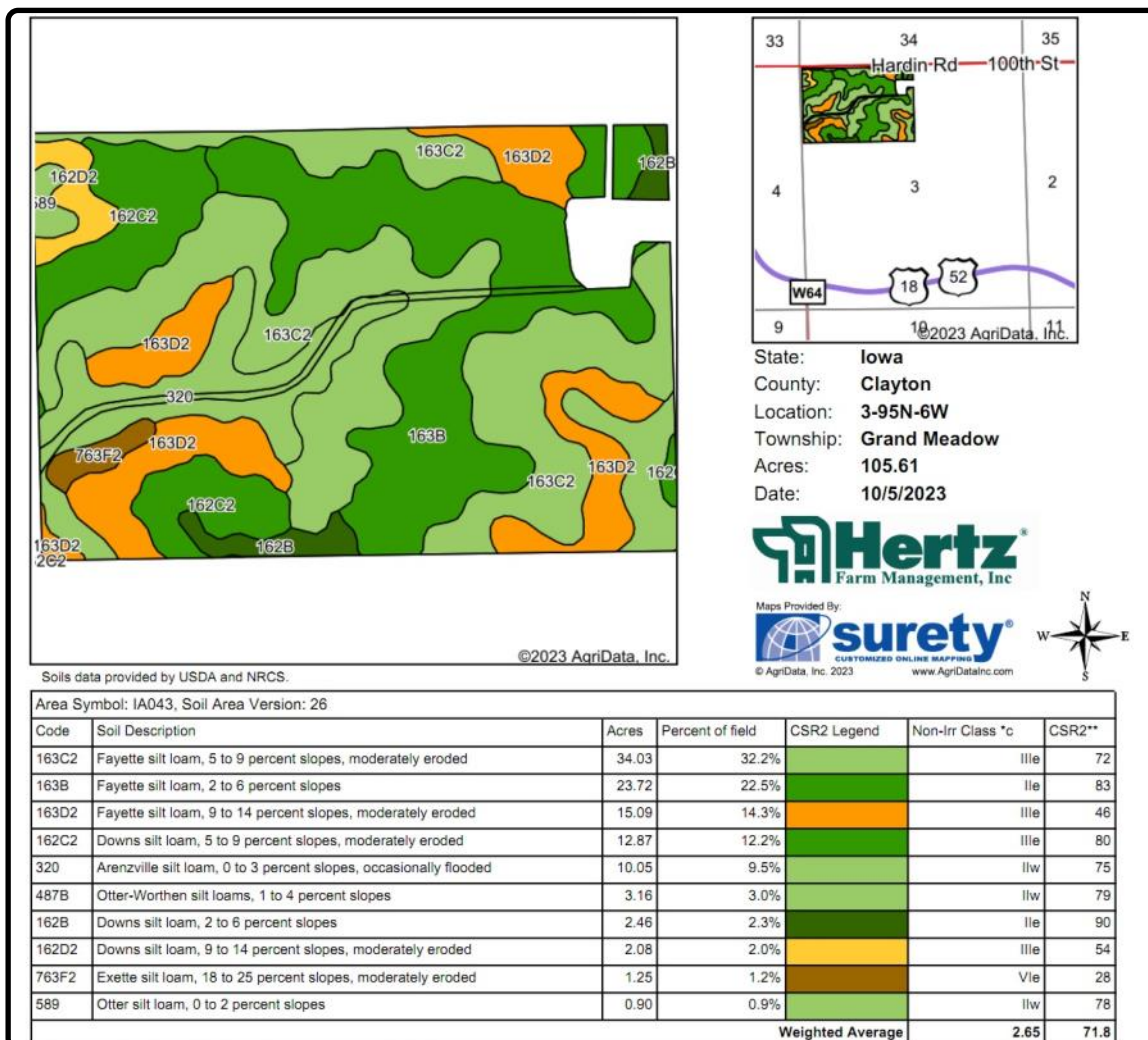 163C2
163D2
162B
162D2
589
162C2
163C2
163D2
320
163D2
763F2
163B
163D2
162
163C2
162C2
162B
163D2
2C2
©2023 AgriData, Inc.
33
34
35
Hardin Rd
100th St
4
3
2
18
52
W64
9
10
11
©2023 AgriData, Inc.
State: Iowa
County: Clayton
Location: 3-95N-6W
Township: Grand Meadow
Acres: 105.61
Date: 10/5/2023
Hertz®
Farm Management, Inc
Maps Provided By:
surety®
CUSTOMIZED ONLINE MAPPING
© AgriData, Inc. 2023 www.AgriDataInc.com
N
W E
S
Soils data provided by USDA and NRCS.
Area Symbol: IA043, Soil Area Version: 26
Code Soil Description Acres Percent of field CSR2 Legend Non-Irr Class *c CSR2**
163C2 Fayette silt loam, 5 to 9 percent slopes, moderately eroded 34.03 32.2% IIIe 72
163B Fayette silt loam, 2 to 6 percent slopes 23.72 22.5% IIe 83
163D2 Fayette silt loam, 9 to 14 percent slopes, moderately eroded 15.09 14.3% IIIe 46
162C2 Downs silt loam, 5 to 9 percent slopes, moderately eroded 12.87 12.2% IIIe 80
320 Arenzville silt loam, 0 to 3 percent slopes, occasionally flooded 10.05 9.5% IIw 75
487B Otter-Worthen silt loams, 1 to 4 percent slopes 3.16 3.0% IIw 79
162B Downs silt loam, 2 to 6 percent slopes 2.46 2.3% IIe 90
162D2 Downs silt loam, 9 to 14 percent slopes, moderately eroded 2.08 2.0% IIIe 54
763F2 Exette silt loam, 18 to 25 percent slopes, moderately eroded 1.25 1.2% VIe 28
589 Otter silt loam, 0 to 2 percent slopes 0.90 0.9% IIw 78
Weighted Average 2.65 71.8